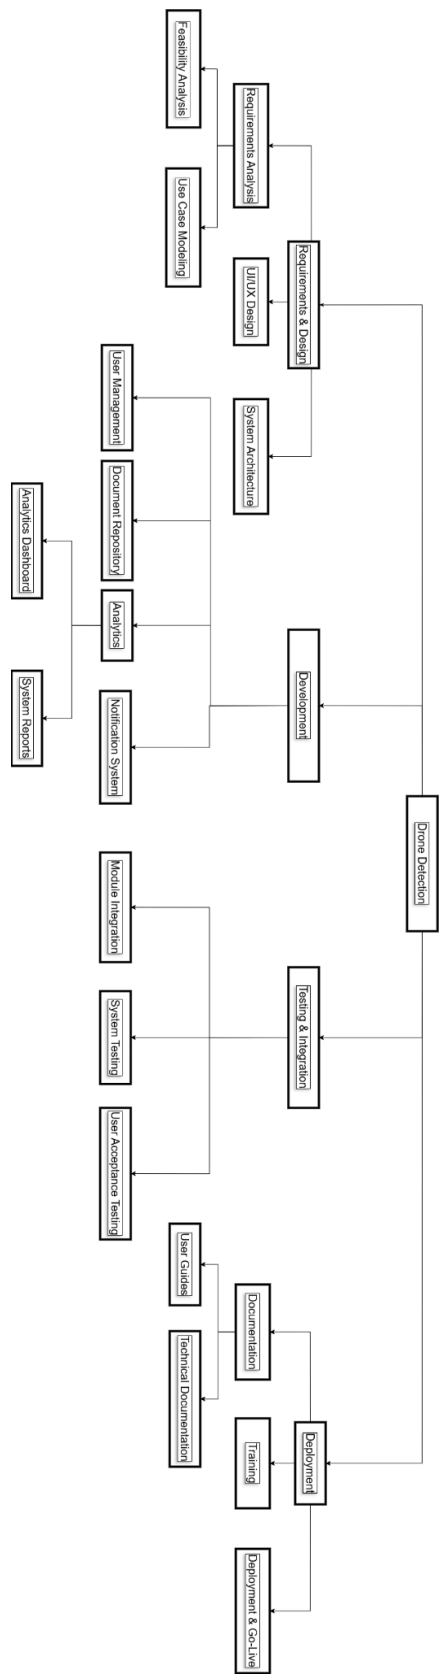 Drone Detection
Requirements & Design
Development
Testing & Integration
Deployment
Requirements Analysis
UI/UX Design
System Architecture
Documentation
Training
Deployment & Go-Live
Feasibility Analysis
Use Case Modeling
User Management
Document Repository
Analytics
Notification System
Module Integration
System Testing
User Acceptance Testing
User Guides
Technical Documentation
Analytics Dashboard
System Reports